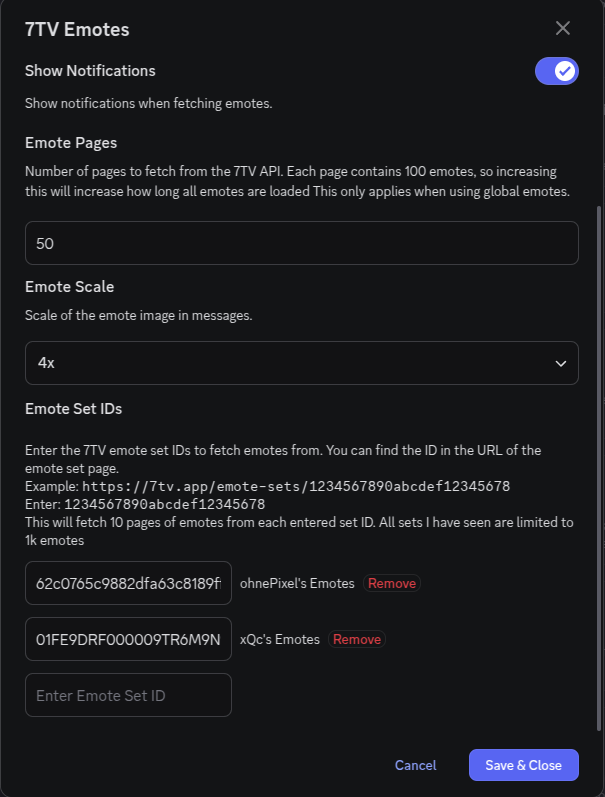 7TV Emotes
Show Notifications
Show notifications when fetching emotes.
Emote Pages
Number of pages to fetch from the 7TV API. Each page contains 100 emotes, so increasing
this will increase how long all emotes are loaded This only applies when using global emotes.
50
Emote Scale
Scale of the emote image in messages.
4x
Emote Set IDs
Enter the 7TV emote set IDs to fetch emotes from. You can find the ID in the URL of the
emote set page.
Example: https://7tv.app/emote-sets/1234567890abcdef12345678
Enter: 1234567890abcdef12345678
This will fetch 10 pages of emotes from each entered set ID. All sets I have seen are limited to
1k emotes
62c0765c9882dfa63c8189f ohnePixel's Emotes Remove
01FE9DRF000009TR6M9N xQc's Emotes Remove
Enter Emote Set ID
Cancel Save & Close